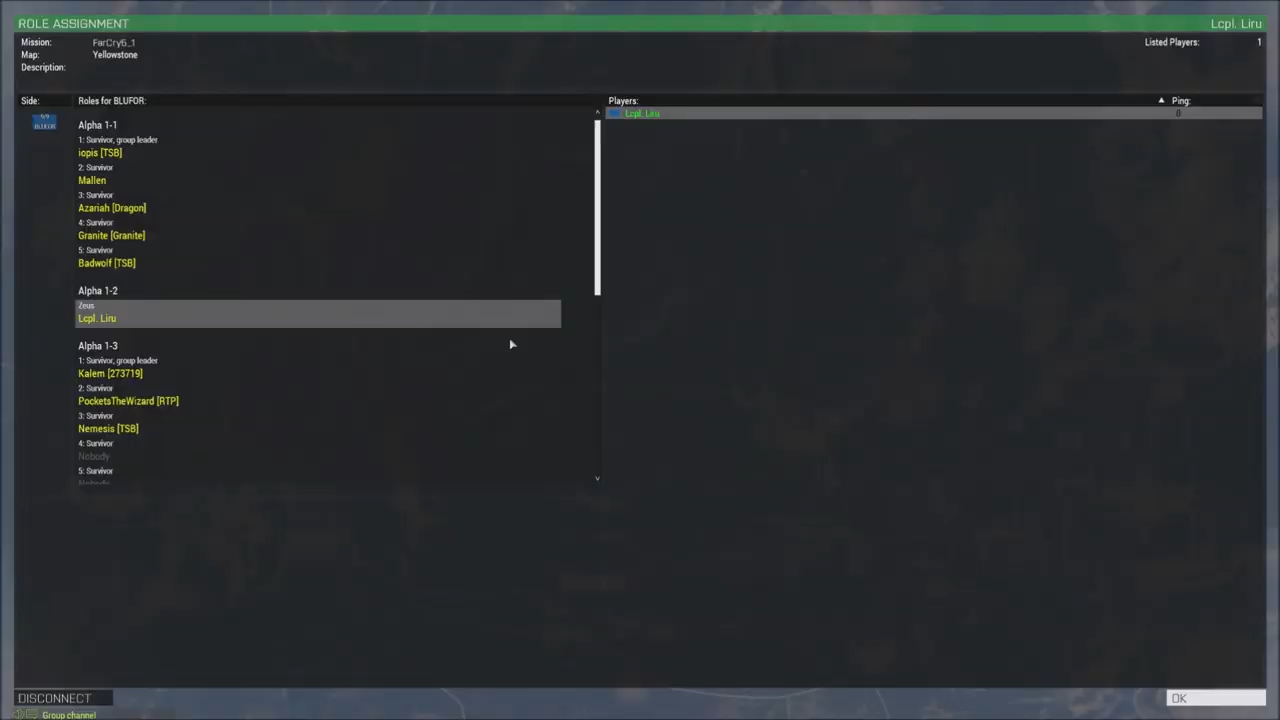 ROLE ASSIGNMENT Lcpl. Liru
Mission: FarCry5_1 Listed Players: 1
Map: Yellowstone
Description:
Side: Roles for BLUFOR: Players: Ping:
Lcpl. Liru 0
BLUFOR
Alpha 1-1
1: Survivor, group leader
iopis [TSB]
2: Survivor
Mallen
3: Survivor
Azariah [Dragon]
4: Survivor
Granite [Granite]
5: Survivor
Badwolf [TSB]
Alpha 1-2
Zeus
Lcpl. Liru
Alpha 1-3
1: Survivor, group leader
Kalem [273719]
2: Survivor
PocketsTheWizard [RTP]
3: Survivor
Nemesis [TSB]
4: Survivor
Nobody
5: Survivor
Nobody
DISCONNECT OK
Group channel